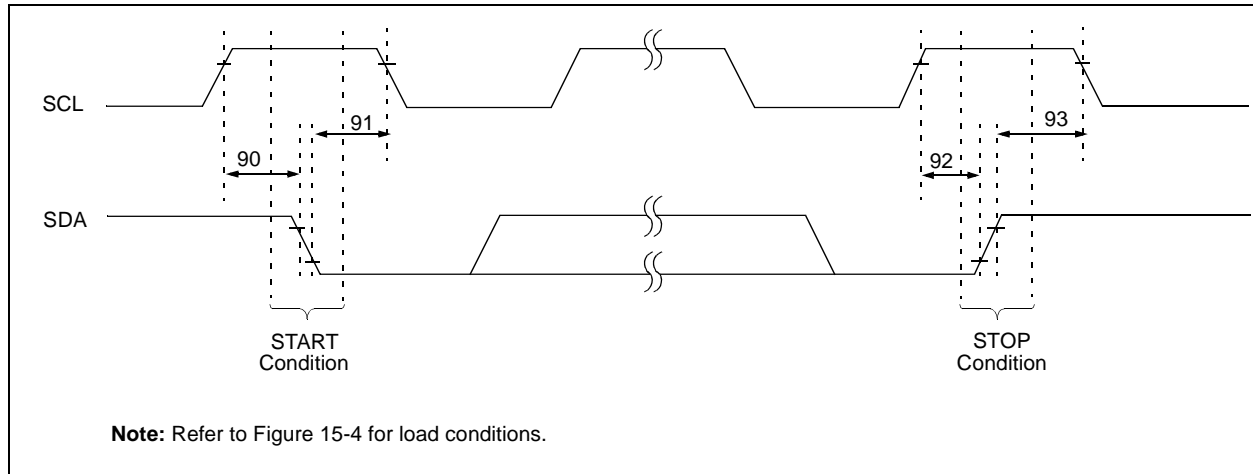 SCL
91
93
90
92
SDA
START
Condition
STOP
Condition
Note: Refer to Figure 15-4 for load conditions.